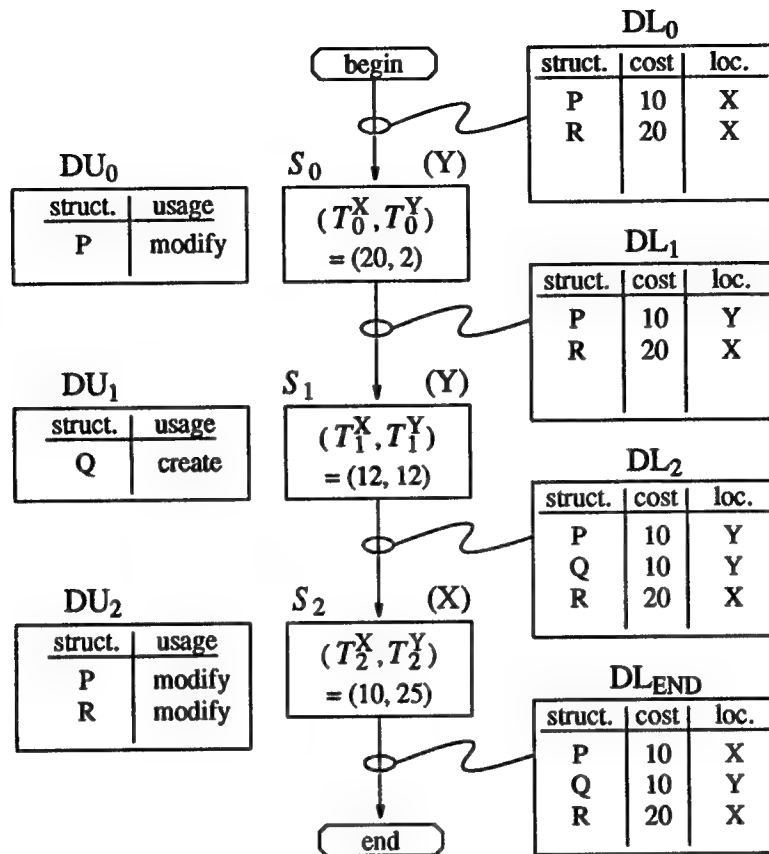 DL₀
struct. cost loc.
P 10 X
R 20 X
begin
DU₀
struct. usage
P modify
S₀ (Y)
(T₀^X, T₀^Y)
= (20, 2)
DL₁
struct. cost loc.
P 10 Y
R 20 X
DU₁
struct. usage
Q create
S₁ (Y)
(T₁^X, T₁^Y)
= (12, 12)
DL₂
struct. cost loc.
P 10 Y
Q 10 Y
R 20 X
DU₂
struct. usage
P modify
R modify
S₂ (X)
(T₂^X, T₂^Y)
= (10, 25)
DL_END
struct. cost loc.
P 10 X
Q 10 Y
R 20 X
end